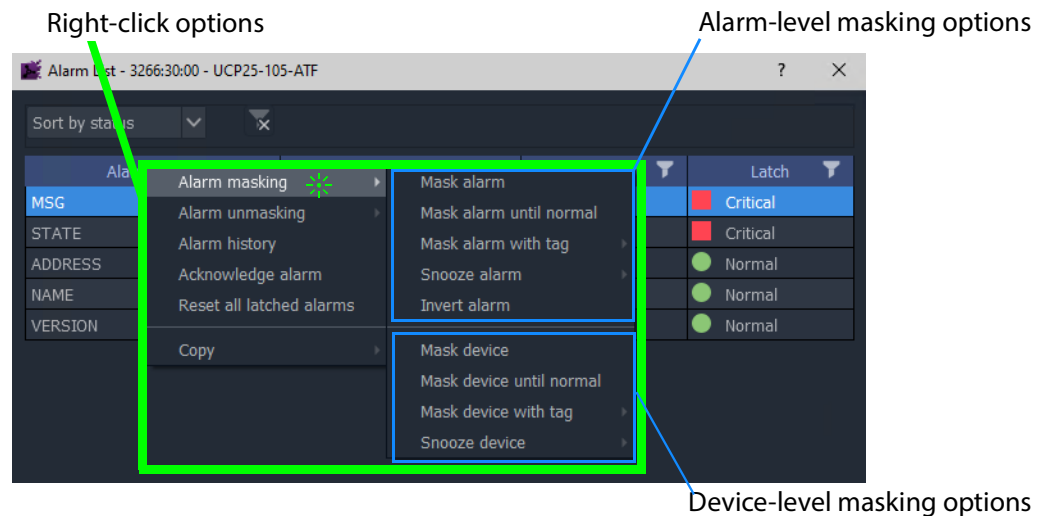 Right-click options
Alarm-level masking options
Alarm List - 3266:30:00 - UCP25-105-ATF
?
Sort by status
Latch
MSG
Critical
STATE
Critical
ADDRESS
Normal
NAME
Normal
VERSION
Normal
Alarm masking
Alarm unmasking
Alarm history
Acknowledge alarm
Reset all latched alarms
Copy
Mask alarm
Mask alarm until normal
Mask alarm with tag
Snooze alarm
Invert alarm
Mask device
Mask device until normal
Mask device with tag
Snooze device
Device-level masking options